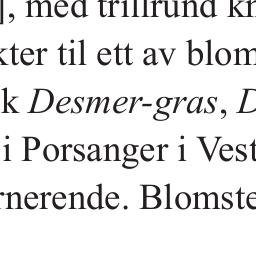 ], med trillrund kn
kter til ett av blom
k Desmer-gras, D
i Porsanger i Vest
rnerende. Blomste